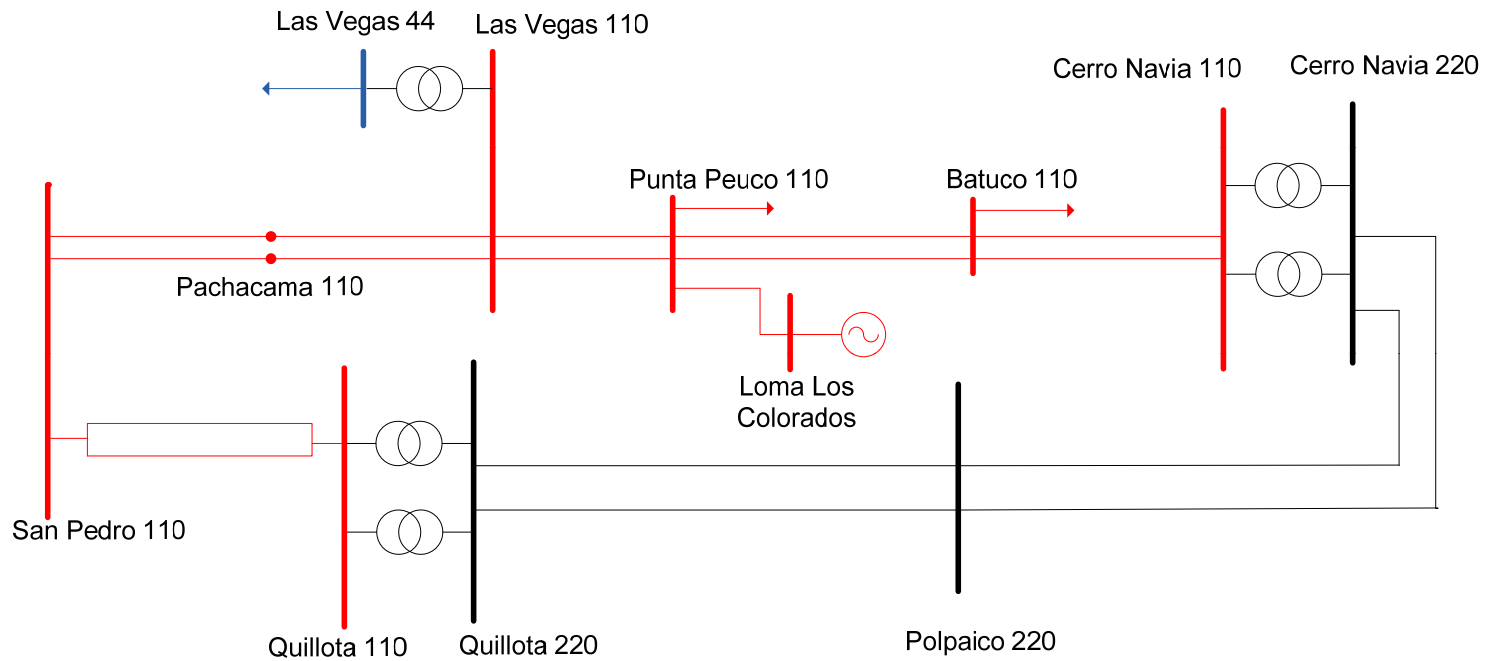 Las Vegas 44
Las Vegas 110
Cerro Navia 110
Cerro Navia 220
Punta Peuco 110
Batuco 110
Pachacama 110
Loma Los
Colorados
San Pedro 110
Quillota 110
Quillota 220
Polpaico 220